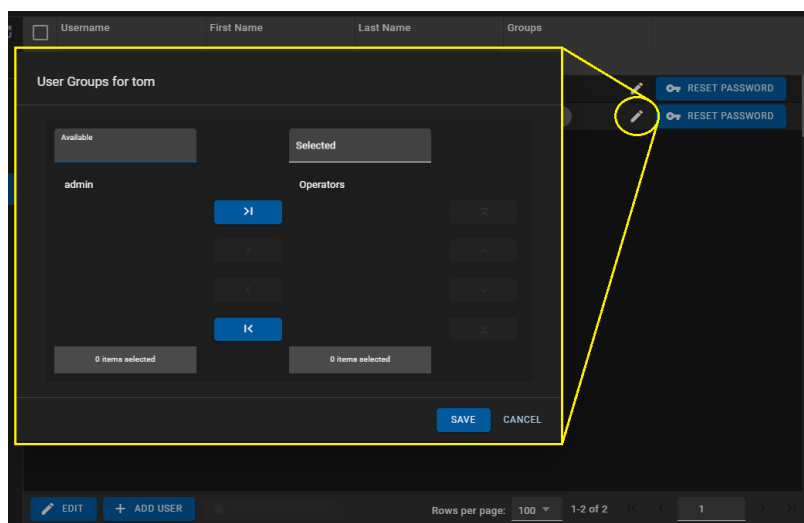 Username First Name Last Name Groups
User Groups for tom
RESET PASSWORD
RESET PASSWORD
Available
Selected
admin
Operators
0 items selected
0 items selected
SAVE CANCEL
EDIT + ADD USER
Rows per page: 100 1-2 of 2 1